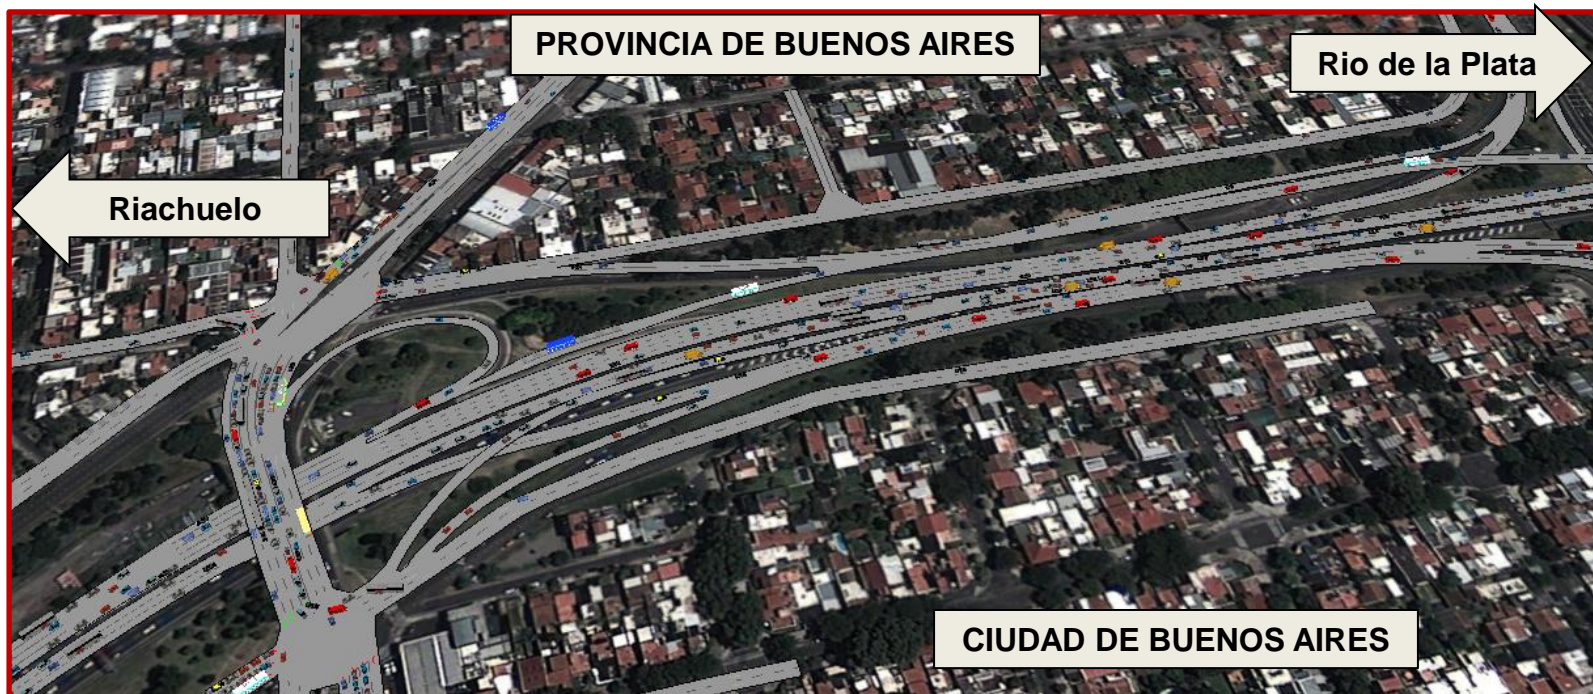 PROVINCIA DE BUENOS AIRES
Rio de la Plata
Riachuelo
CIUDAD DE BUENOS AIRES